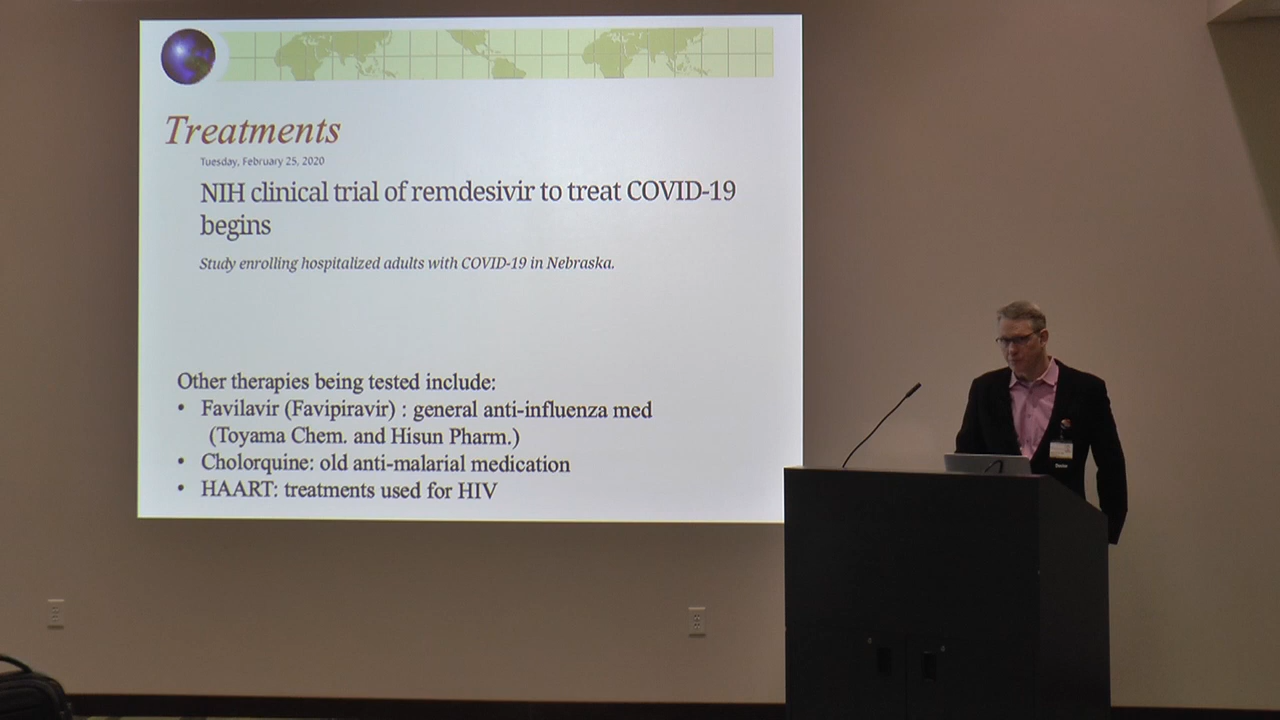 Treatments
Tuesday, February 25, 2020
NIH clinical trial of remdesivir to treat COVID-19
begins
Study enrolling hospitalized adults with COVID-19 in Nebraska.
Other therapies being tested include:
• Favilavir (Favipiravir) : general anti-influenza med
(Toyama Chem. and Hisun Pharm.)
• Cholorquine: old anti-malarial medication
• HAART: treatments used for HIV